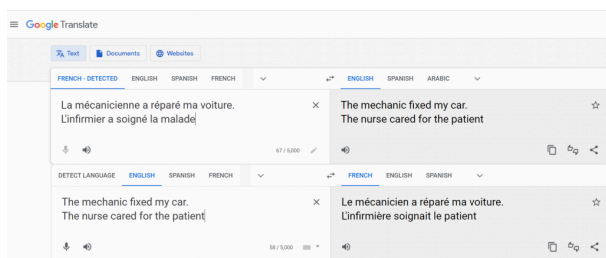 Google Translate
Text Documents Websites
FRENCH - DETECTED ENGLISH SPANISH FRENCH ENGLISH SPANISH ARABIC
La mécanicienne a réparé ma voiture.
L'infirmier a soigné la malade
The mechanic fixed my car.
The nurse cared for the patient
67 / 5,000
DETECT LANGUAGE ENGLISH SPANISH FRENCH FRENCH ENGLISH SPANISH
The mechanic fixed my car.
The nurse cared for the patient
Le mécanicien a réparé ma voiture.
L'infirmière soignait le patient
58 / 5,000